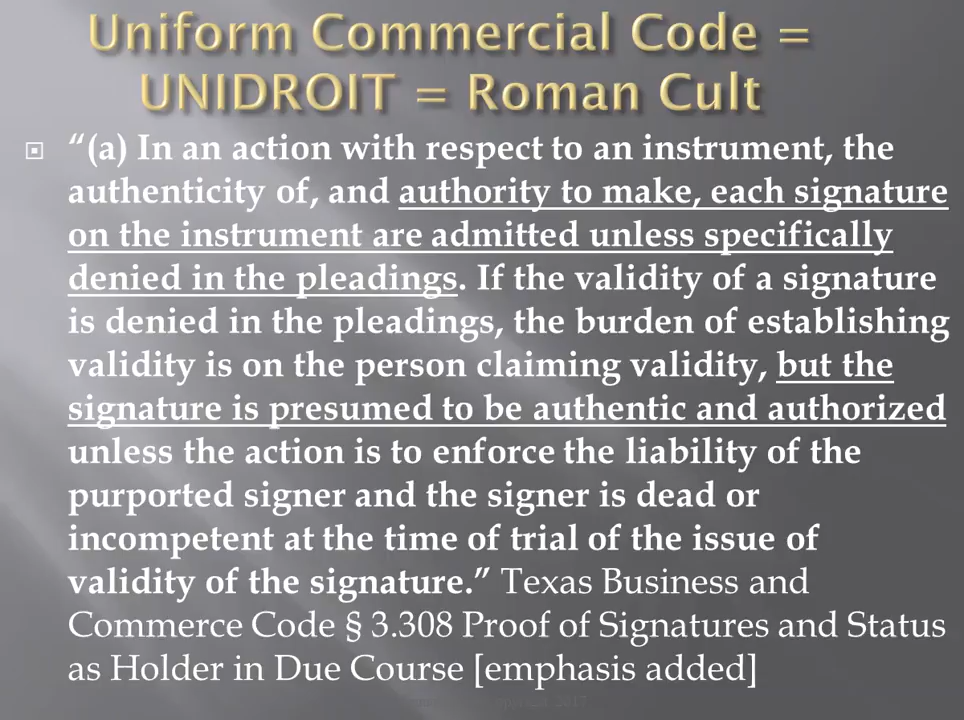 Uniform Commercial Code =
UNIDROIT = Roman Cult
“(a) In an action with respect to an instrument, the
authenticity of, and authority to make, each signature
on the instrument are admitted unless specifically
denied in the pleadings. If the validity of a signature
is denied in the pleadings, the burden of establishing
validity is on the person claiming validity, but the
signature is presumed to be authentic and authorized
unless the action is to enforce the liability of the
purported signer and the signer is dead or
incompetent at the time of trial of the issue of
validity of the signature.” Texas Business and
Commerce Code § 3.308 Proof of Signatures and Status
as Holder in Due Course [emphasis added]
2017